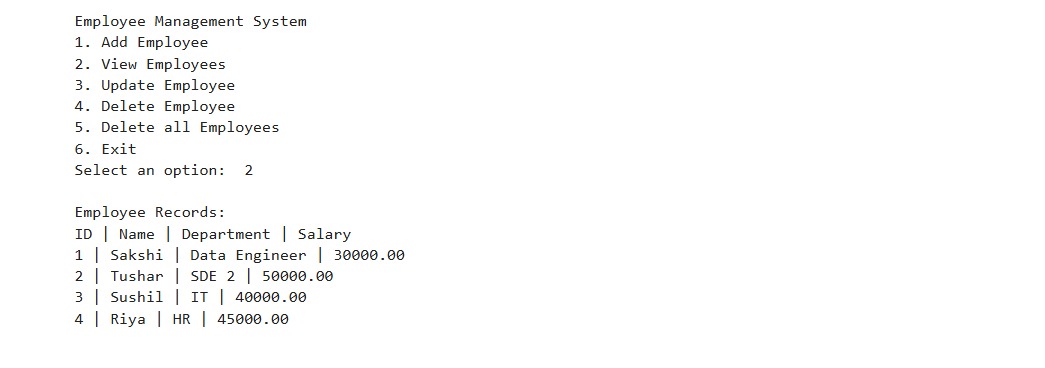 Employee Management System
1. Add Employee
2. View Employees
3. Update Employee
4. Delete Employee
5. Delete all Employees
6. Exit
Select an option:  2
Employee Records:
ID | Name | Department | Salary
1 | Sakshi | Data Engineer | 30000.00
2 | Tushar | SDE 2 | 50000.00
3 | Sushil | IT | 40000.00
4 | Riya | HR | 45000.00